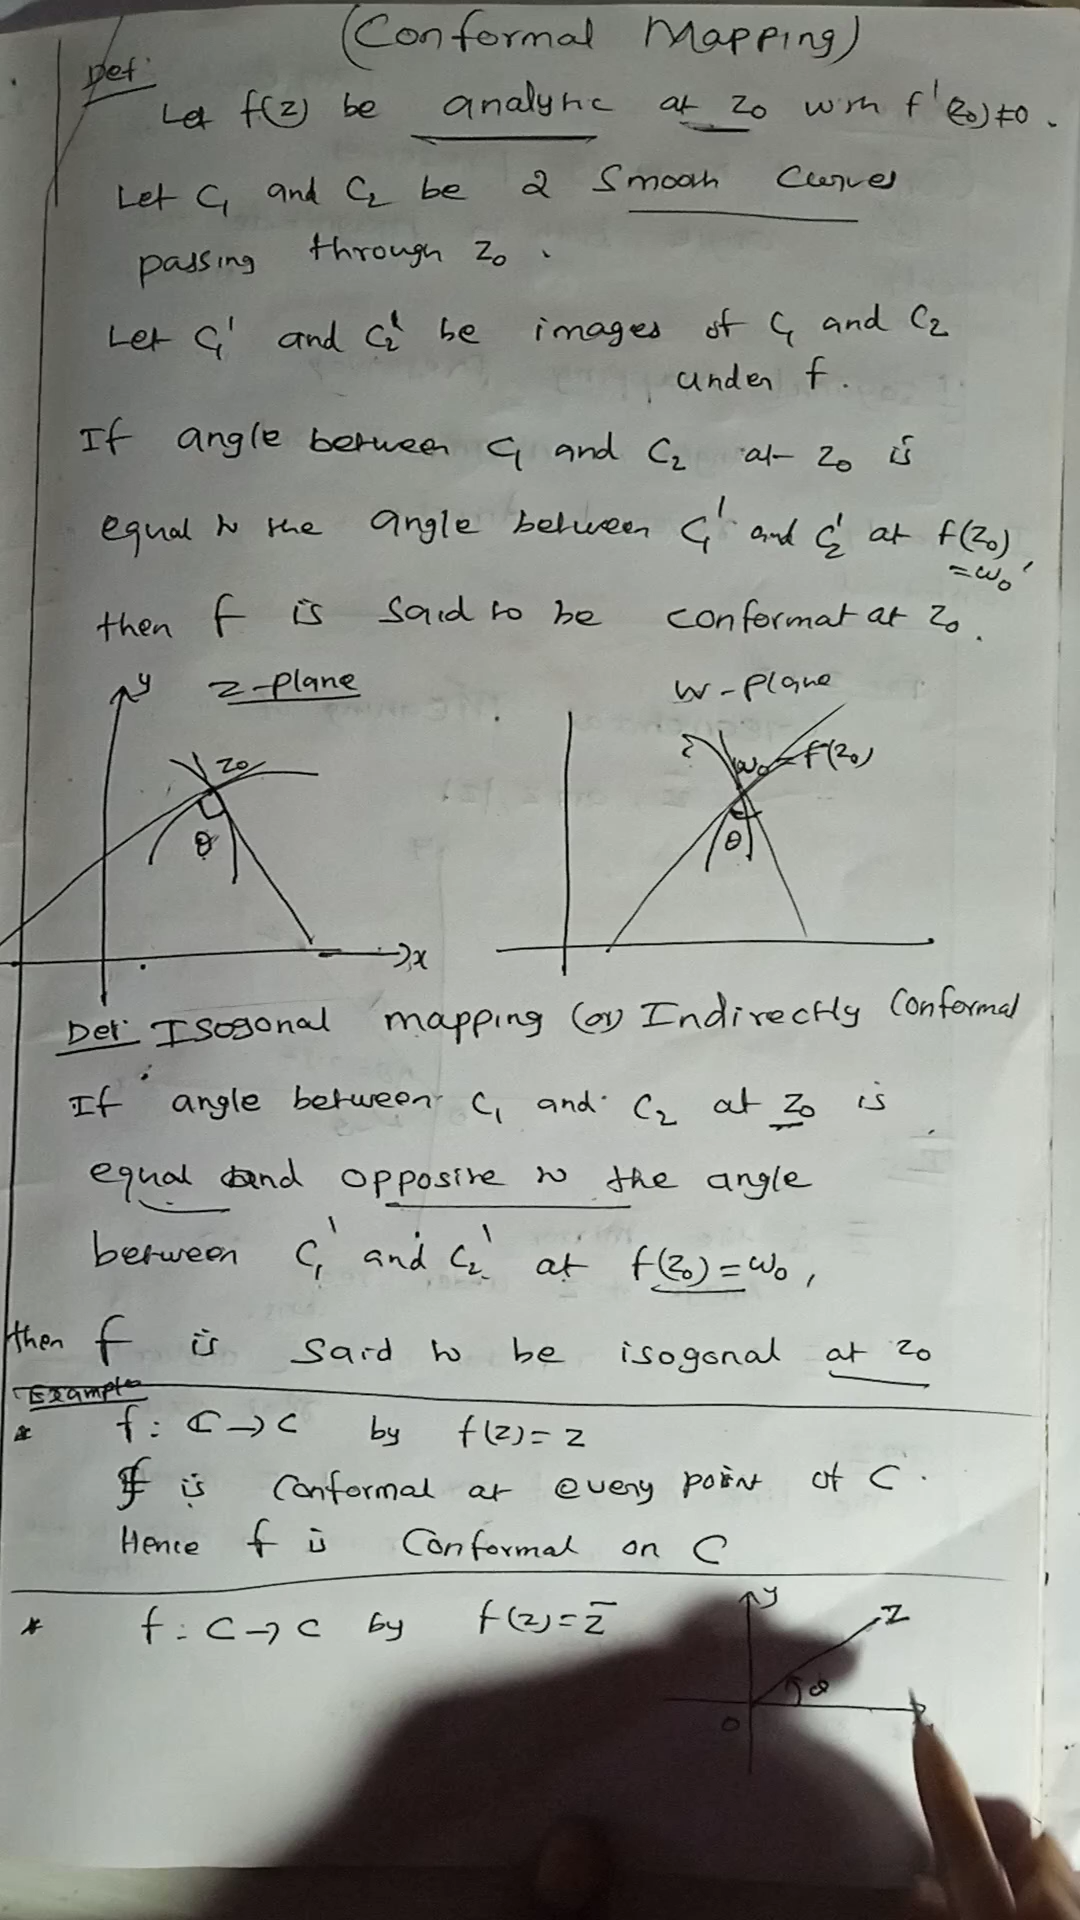 (Conformal Mapping)
Def:
Let f(z) be analytic at z₀ with f'(z₀)≠0.
Let C₁ and C₂ be 2 Smooth Curves
passing through z₀.
Let C₁' and C₂' be images of C₁ and C₂
under f.
If angle between C₁ and C₂ at z₀ is
equal to the angle between C₁' and C₂' at f(z₀)
=w₀,
then f is said to be conformal at z₀.
y z-plane
w-plane
z₀
w₀=f(z₀)
θ
θ
x
Def: Isogonal mapping (or) Indirectly Conformal
If angle between C₁ and C₂ at z₀ is
equal and opposite to the angle
between C₁' and C₂' at f(z₀)=w₀,
then f is said to be isogonal at z₀
Example
* f: C→C by f(z)=z
f is Conformal at every point of C.
Hence f is Conformal on C
* f: C→C by f(z)=z̄
y
z
θ
O